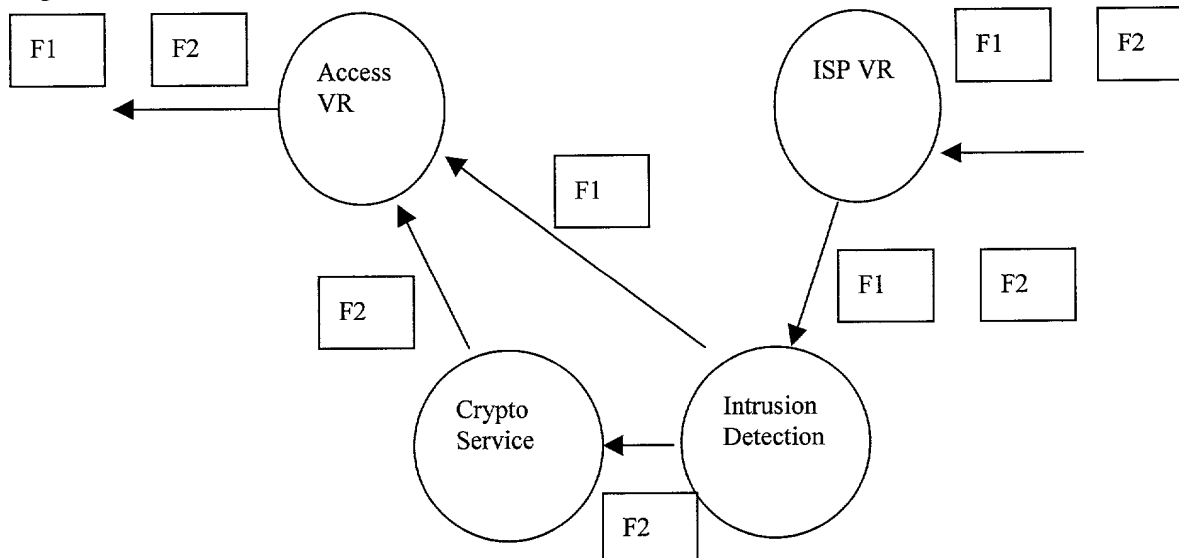 F1
F2
Access
VR
ISP VR
F1
F2
F1
F1
F2
F2
Crypto
Service
Intrusion
Detection
F2